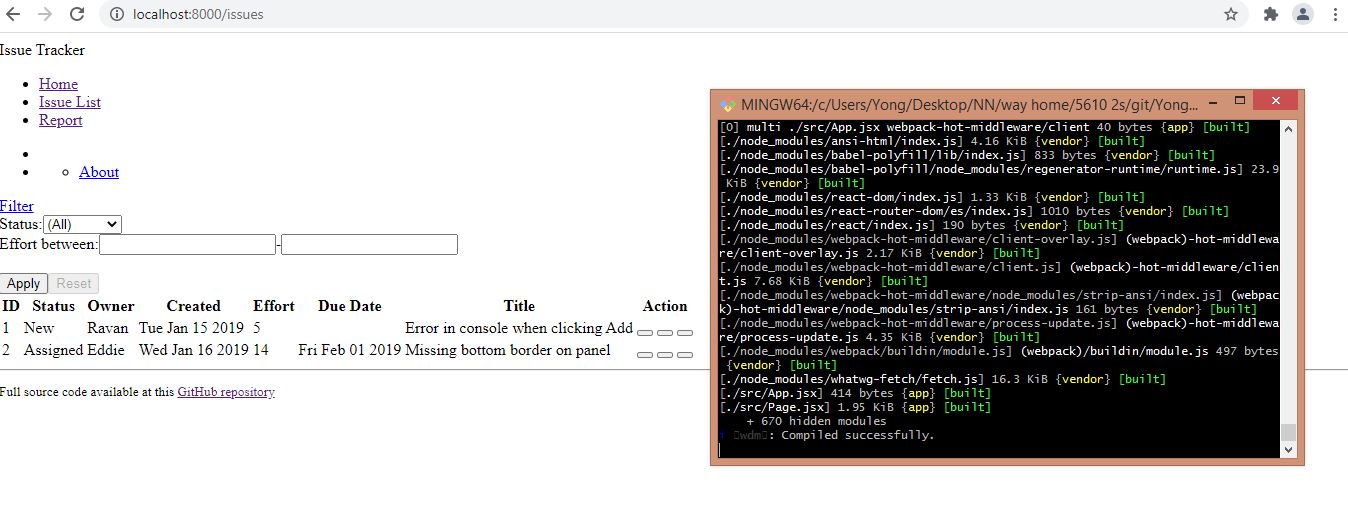 localhost:8000/issues
Issue Tracker
Home
Issue List
Report
About
Filter
Status: (All)
Effort between: -
Apply Reset
ID Status Owner Created Effort Due Date Title Action
1 New Ravan Tue Jan 15 2019 5 Error in console when clicking Add
2 Assigned Eddie Wed Jan 16 2019 14 Fri Feb 01 2019 Missing bottom border on panel
Full source code available at this GitHub repository
MINGW64:/c/Users/Yong/Desktop/NN/way home/5610 2s/git/Yong...
[0] multi ./src/App.jsx webpack-hot-middleware/client 40 bytes {app} [built]
[./node_modules/ansi-html/index.js] 4.16 KiB {vendor} [built]
[./node_modules/babel-polyfill/lib/index.js] 833 bytes {vendor} [built]
[./node_modules/babel-polyfill/node_modules/regenerator-runtime/runtime.js] 23.9
KiB {vendor} [built]
[./node_modules/react-dom/index.js] 1.33 KiB {vendor} [built]
[./node_modules/react-router-dom/es/index.js] 1010 bytes {vendor} [built]
[./node_modules/react/index.js] 190 bytes {vendor} [built]
[./node_modules/webpack-hot-middleware/client-overlay.js] (webpack)-hot-middlewa
re/client-overlay.js 2.17 KiB {vendor} [built]
[./node_modules/webpack-hot-middleware/client.js] (webpack)-hot-middleware/clien
t.js 7.68 KiB {vendor} [built]
[./node_modules/webpack-hot-middleware/node_modules/strip-ansi/index.js] (webpac
k)-hot-middleware/node_modules/strip-ansi/index.js 161 bytes {vendor} [built]
[./node_modules/webpack-hot-middleware/process-update.js] (webpack)-hot-middlewa
re/process-update.js 4.35 KiB {vendor} [built]
[./node_modules/webpack/buildin/module.js] (webpack)/buildin/module.js 497 bytes
{vendor} [built]
[./node_modules/whatwg-fetch/fetch.js] 16.3 KiB {vendor} [built]
[./src/App.jsx] 414 bytes {app} [built]
[./src/Page.jsx] 1.95 KiB {app} [built]
+ 670 hidden modules
wdm: Compiled successfully.